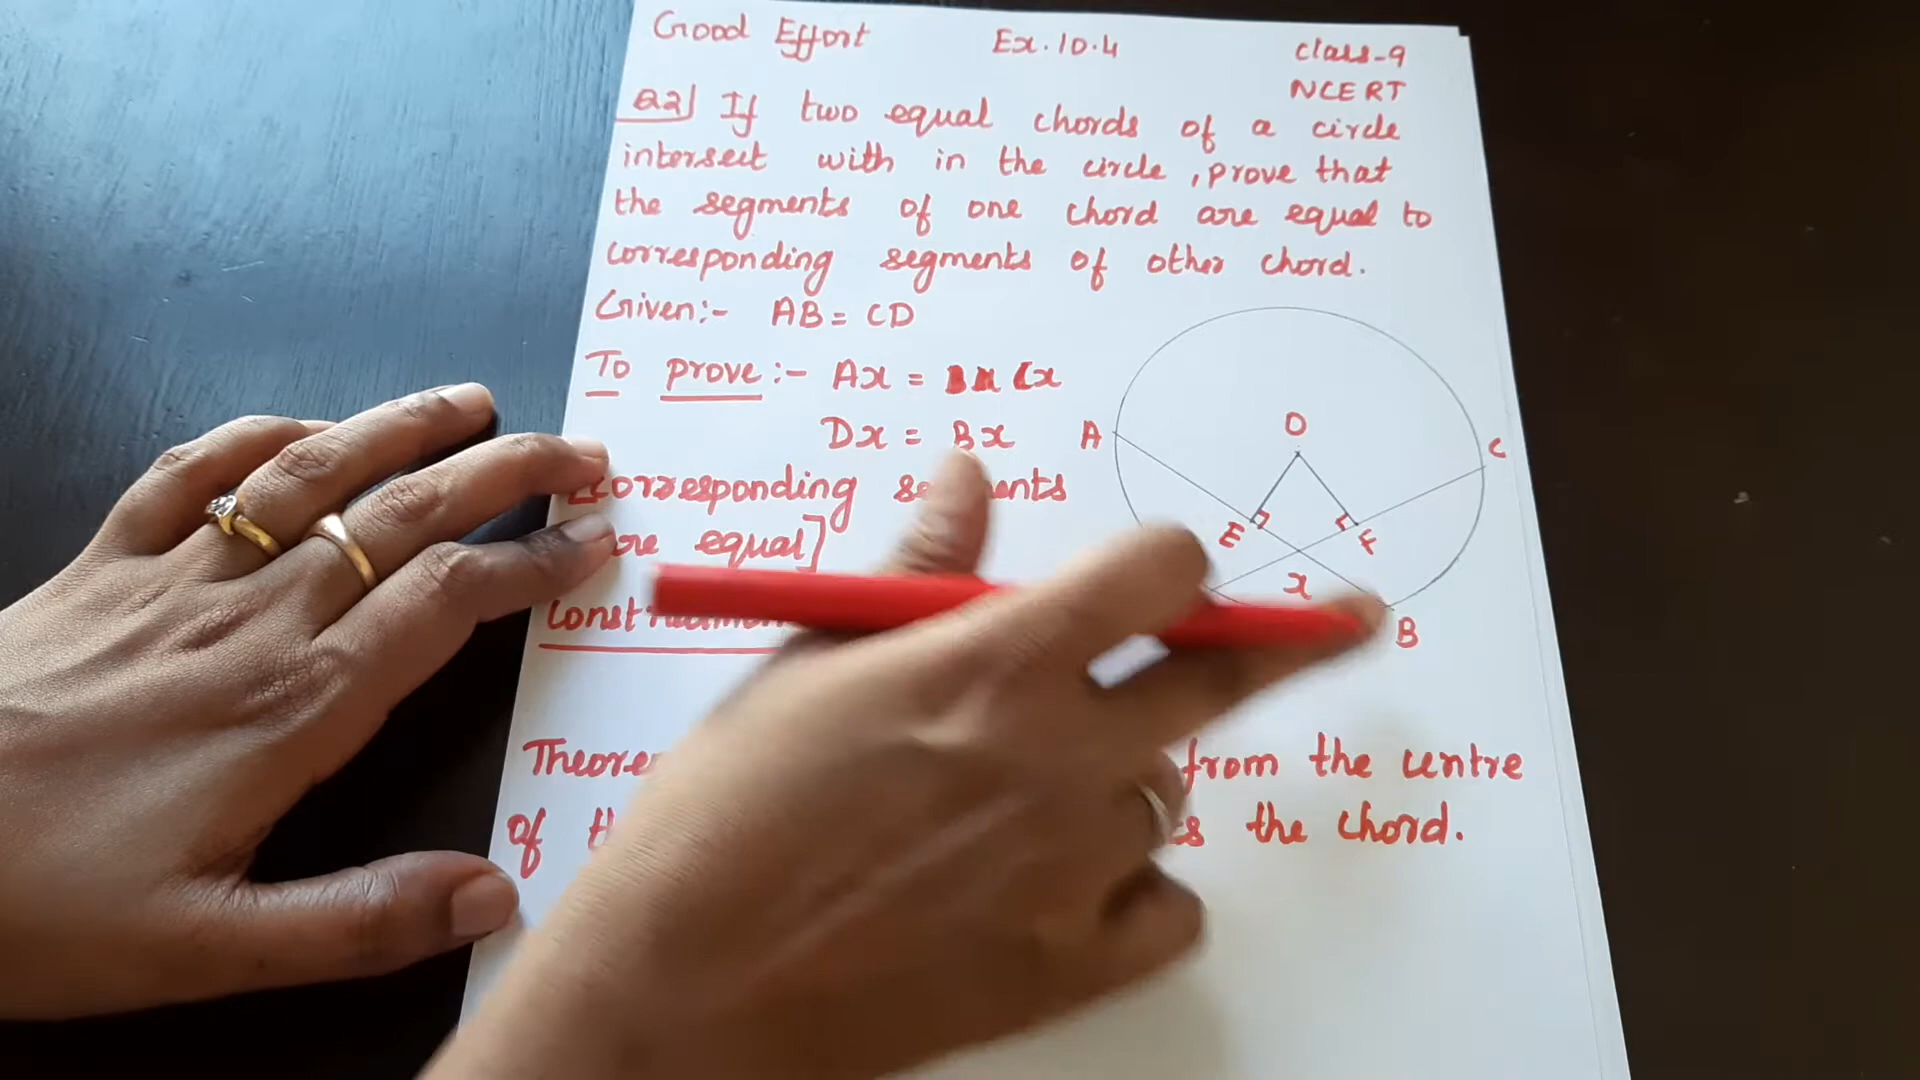 Good Effort Ex.10.4 class-9
NCERT
Q2) If two equal chords of a circle
intersect with in the circle, prove that
the segments of one chord are equal to
corresponding segments of other chord.
Given:- AB = CD
To prove:- Ax = Cx
Dx = Bx
[corresponding
are equal]
from the centre
of the chord.
A
O
C
E
F
x
B